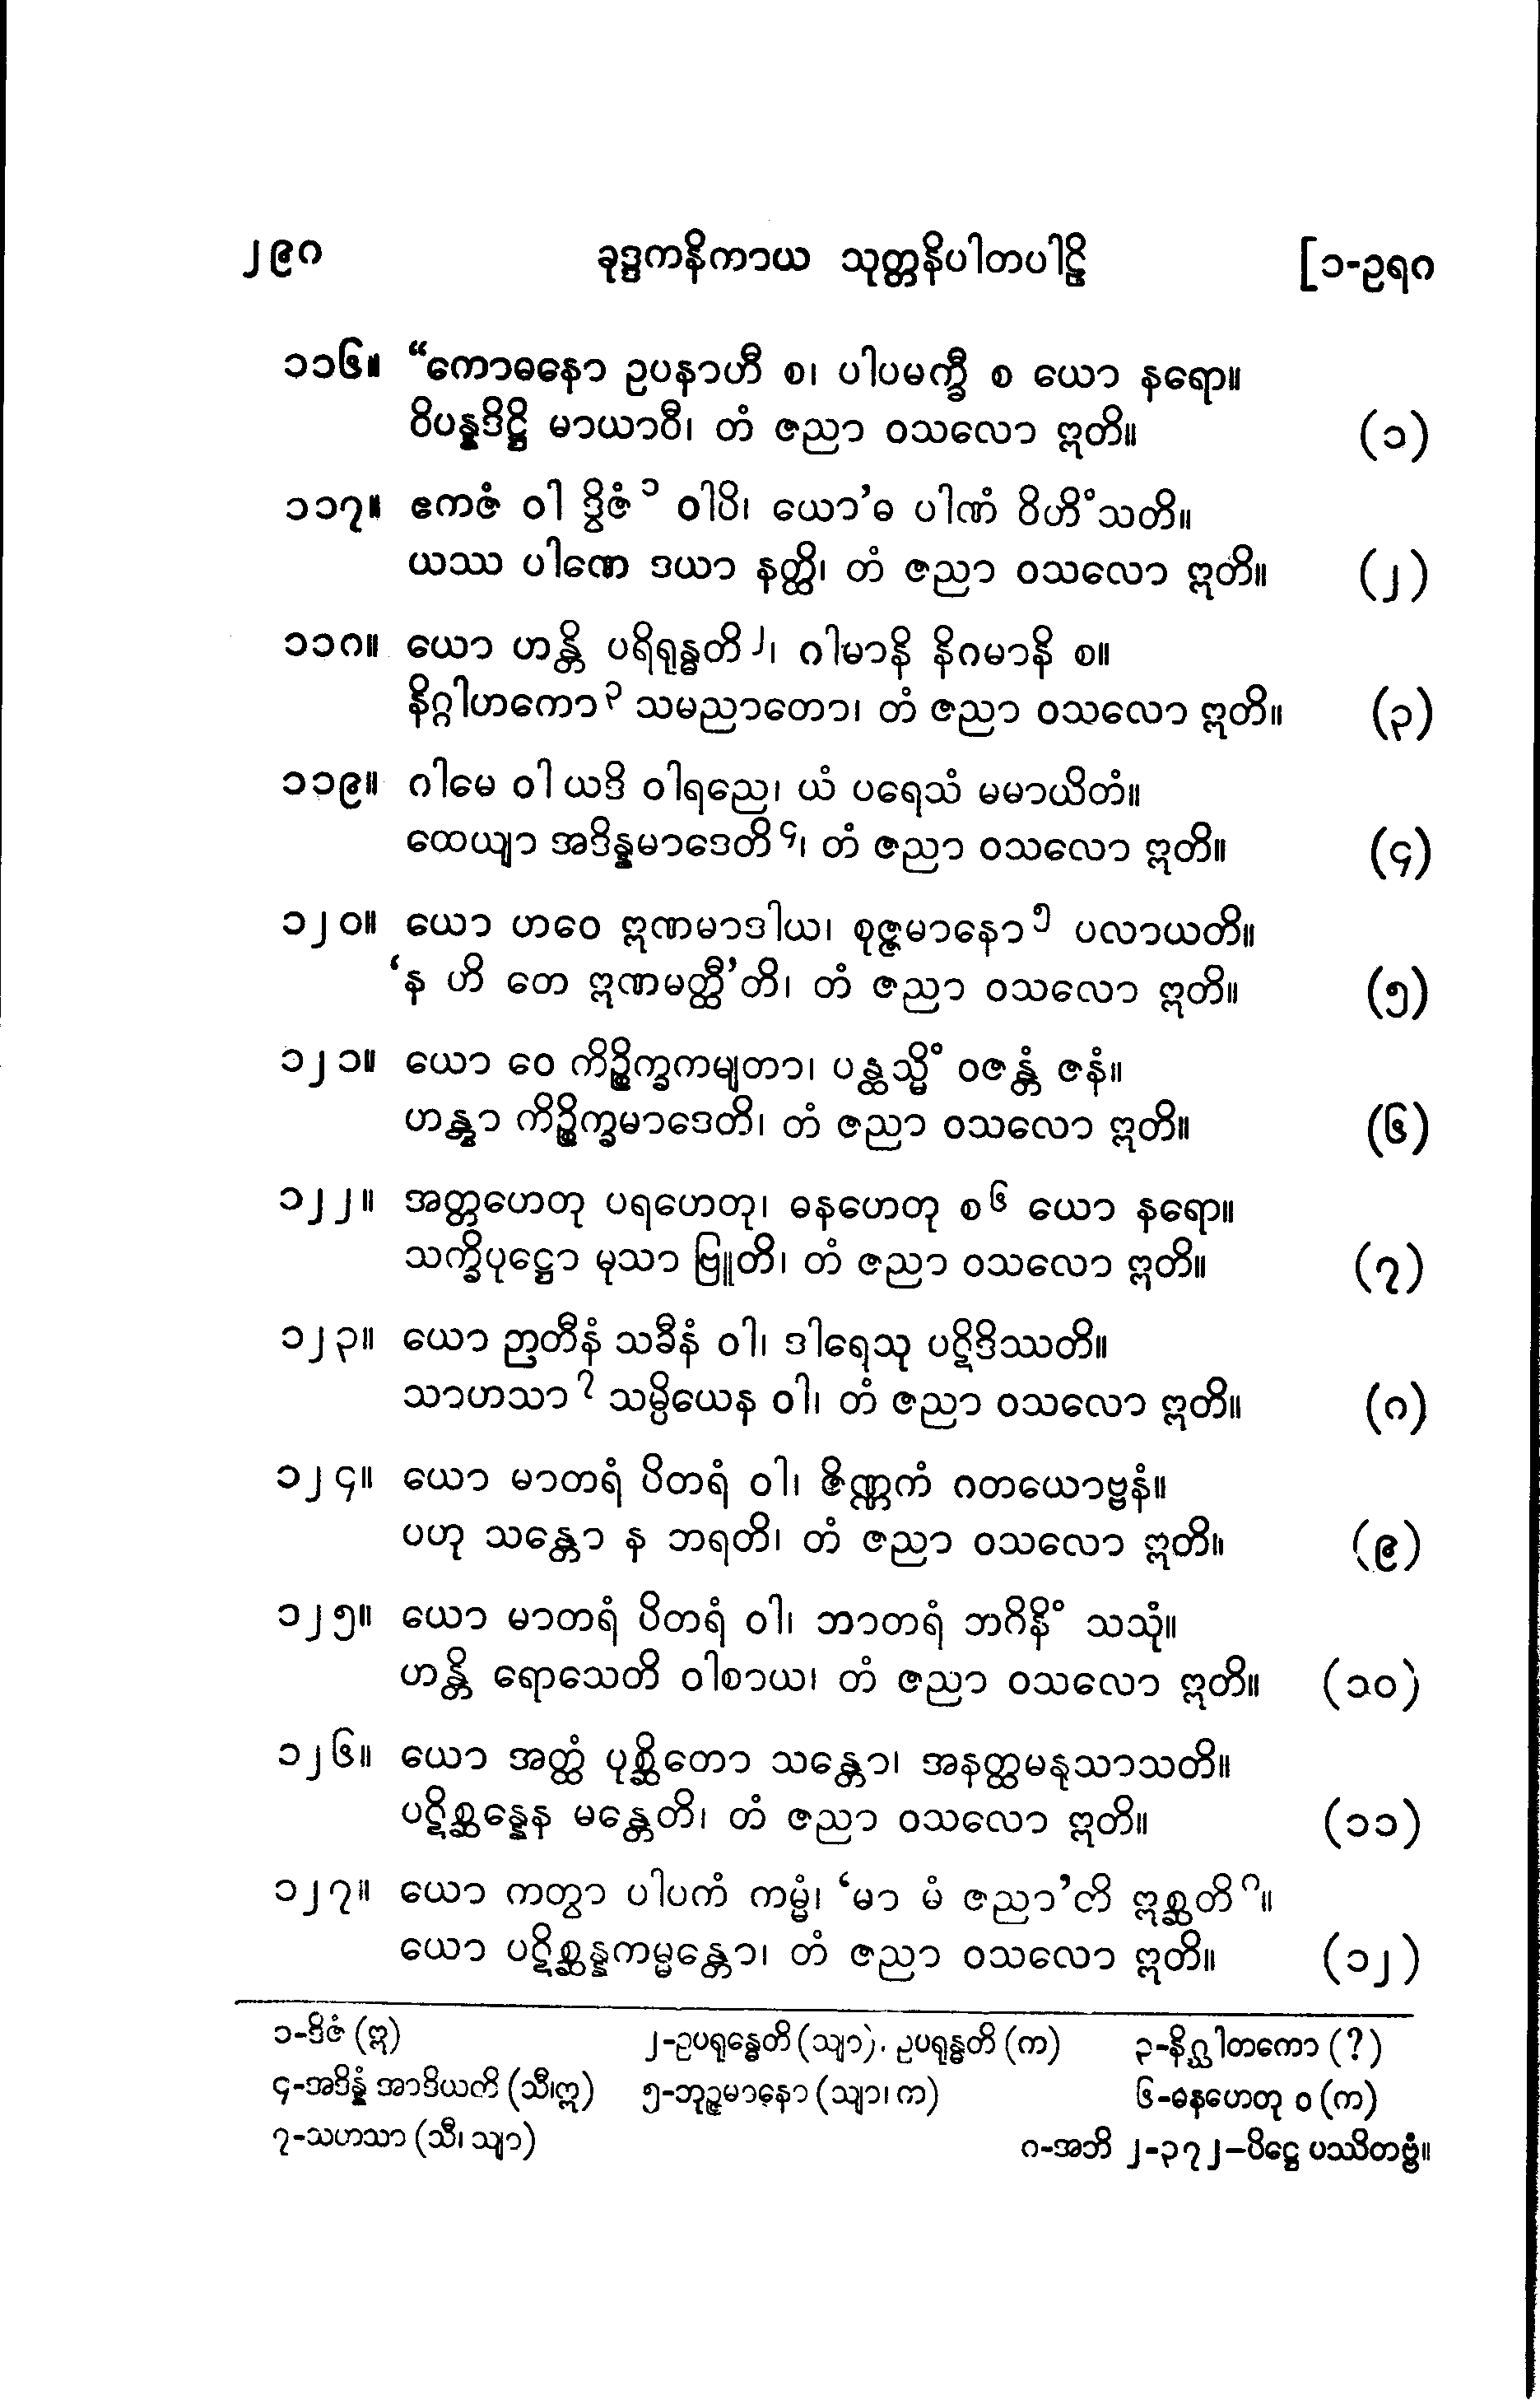 ၂၉၈ ခုဒ္ဒကနိကာယ သုတ္တနိပါတပါဠိ [၁-ဥရဂ
၁၁၆။ “ကောဓနော ဥပနာဟီ စ၊ ပါပမက္ခီ စ ယော နရော။
ဝိပန္နဒိဋ္ဌိ မာယာဝီ၊ တံ ဇညာ ဝသလော ဣတိ။ (၁)
၁၁၇။ ဧကဇံ ဝါ ဒွိဇံ ၁ ဝါပိ၊ ယော’ဓ ပါဏံ ဝိဟိံသတိ။
ယဿ ပါဏေ ဒယာ နတ္ထိ၊ တံ ဇညာ ဝသလော ဣတိ။ (၂)
၁၁၈။ ယော ဟန္တိ ပရိရုန္ဓတိ ၂၊ ဂါမာနိ နိဂမာနိ စ။
နိဂ္ဂါဟကော ၃ သမညာတော၊ တံ ဇညာ ဝသလော ဣတိ။ (၃)
၁၁၉။ ဂါမေ ဝါ ယဒိ ဝါရညေ၊ ယံ ပရေသံ မမာယိတံ။
ထေယျာ အဒိန္နမာဒေတိ ၄၊ တံ ဇညာ ဝသလော ဣတိ။ (၄)
၁၂၀။ ယော ဟဝေ ဣဏမာဒါယ၊ စုဇ္ဇမာနော ၅ ပလာယတိ။
‘န ဟိ တေ ဣဏမတ္ထီ’တိ၊ တံ ဇညာ ဝသလော ဣတိ။ (၅)
၁၂၁။ ယော ဝေ ကိဉ္စိက္ခကမျတာ၊ ပန္ထသ္မိံ ဝဇန္တံ ဇနံ။
ဟန္တွာ ကိဉ္စိက္ခမာဒေတိ၊ တံ ဇညာ ဝသလော ဣတိ။ (၆)
၁၂၂။ အတ္တဟေတု ပရဟေတု၊ ဓနဟေတု စ ၆ ယော နရော။
သက္ခိပုဋ္ဌော မုသာ ဗြူတိ၊ တံ ဇညာ ဝသလော ဣတိ။ (၇)
၁၂၃။ ယော ဉာတီနံ သခီနံ ဝါ၊ ဒါရေသု ပဋိဒိဿတိ။
သာဟသာ ၇ သမ္ပိယေန ဝါ၊ တံ ဇညာ ဝသလော ဣတိ။ (၈)
၁၂၄။ ယော မာတရံ ပိတရံ ဝါ၊ ဇိဏ္ဏကံ ဂတယောဗ္ဗနံ။
ပဟု သန္တော န ဘရတိ၊ တံ ဇညာ ဝသလော ဣတိ။ (၉)
၁၂၅။ ယော မာတရံ ပိတရံ ဝါ၊ ဘာတရံ ဘဂိနိံ သသုံ။
ဟန္တိ ရောသေတိ ဝါစာယ၊ တံ ဇညာ ဝသလော ဣတိ။ (၁၀)
၁၂၆။ ယော အတ္ထံ ပုစ္ဆိတော သန္တော၊ အနတ္ထမနုသာသတိ။
ပဋိစ္ဆန္နေန မန္တေတိ၊ တံ ဇညာ ဝသလော ဣတိ။ (၁၁)
၁၂၇။ ယော ကတွာ ပါပကံ ကမ္မံ၊ ‘မာ မံ ဇညာ’တိ ဣစ္ဆတိ ၈။
ယော ပဋိစ္ဆန္နကမ္မန္တော၊ တံ ဇညာ ဝသလော ဣတိ။ (၁၂)
၁-ဒိဇံ (ဣ) ၂-ဥပရုန္ဓေတိ (သျာ)၊ ဥပရုန္ဓတိ (က) ၃-နိဂ္ဃါတကော (?)
၄-အဒိန္နံ အာဒိယတိ (သီ၊ ဣ) ၅-ဘုဉ္ဇမာနော (သျာ၊ က) ၆-ဓနဟေတု ဝ (က)
၇-သဟသာ (သီ၊ သျာ) ၈-အဘိ ၂-၃၇၂–ပိဋ္ဌေ ပဿိတဗ္ဗံ။